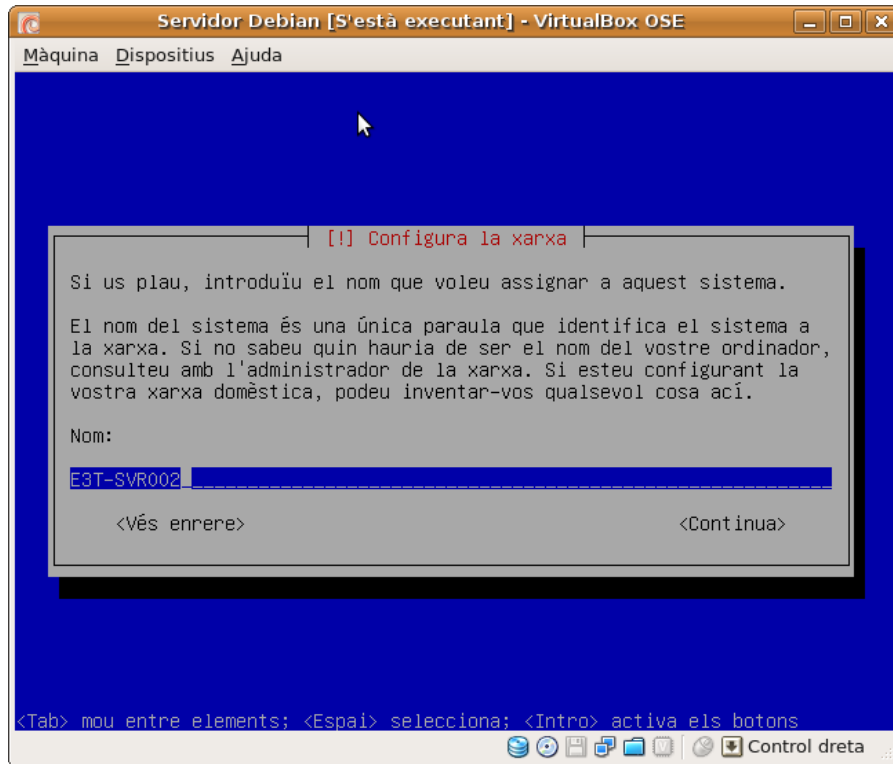 Servidor Debian [S'està executant] - VirtualBox OSE
Màquina Dispositius Ajuda
[!] Configura la xarxa
Si us plau, introduïu el nom que voleu assignar a aquest sistema.
El nom del sistema és una única paraula que identifica el sistema a
la xarxa. Si no sabeu quin hauria de ser el nom del vostre ordinador,
consulteu amb l'administrador de la xarxa. Si esteu configurant la
vostra xarxa domèstica, podeu inventar-vos qualsevol cosa ací.
Nom:
E3T-SVR002
<Vés enrere> <Continua>
<Tab> mou entre elements; <Espai> selecciona; <Intro> activa els botons
Control dreta